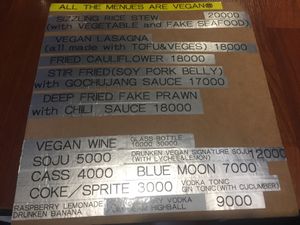 ALL THE MENUES ARE VEGAN
SIZZLING RICE STEW 20000
(with VEGETABLE and FAKE SEAFOOD)
VEGAN LASAGNA
(all made with TOFU&VEGES) 18000
FRIED CAULIFLOWER 18000
STIR FRIED(SOY PORK BELLY)
with GOCHUJANG SAUCE 17000
DEEP FRIED FAKE PRAWN
with CHILI SAUCE 18000
VEGAN WINE GLASS BOTTLE
10000 30000
SOJU 5000 DRUNKEN VEGAN SIGNATURE SOJU
(WITH LYCHE&LEMON)
CASS 4000 BLUE MOON 7000
COKE/SPRITE 3000 VODKA TONIC
GIN TONIC(WITH CUCUMBER)
RASPBERRY LEMONADE VODKA 9000
DRUNKEN BANANA HIGHBALL